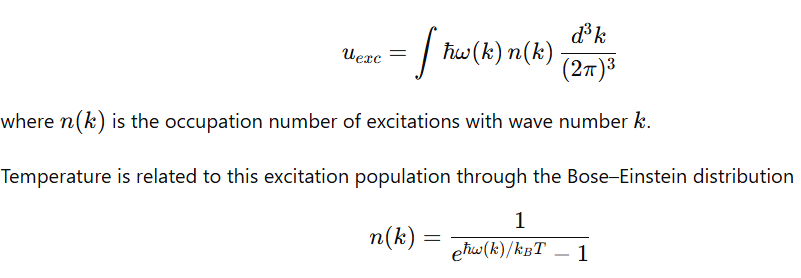 u_{exc} = \int \hbar\omega(k) n(k) \frac{d^3k}{(2\pi)^3}
where n(k) is the occupation number of excitations with wave number k.
Temperature is related to this excitation population through the Bose–Einstein distribution
n(k) = \frac{1}{e^{\hbar\omega(k)/k_BT} - 1}